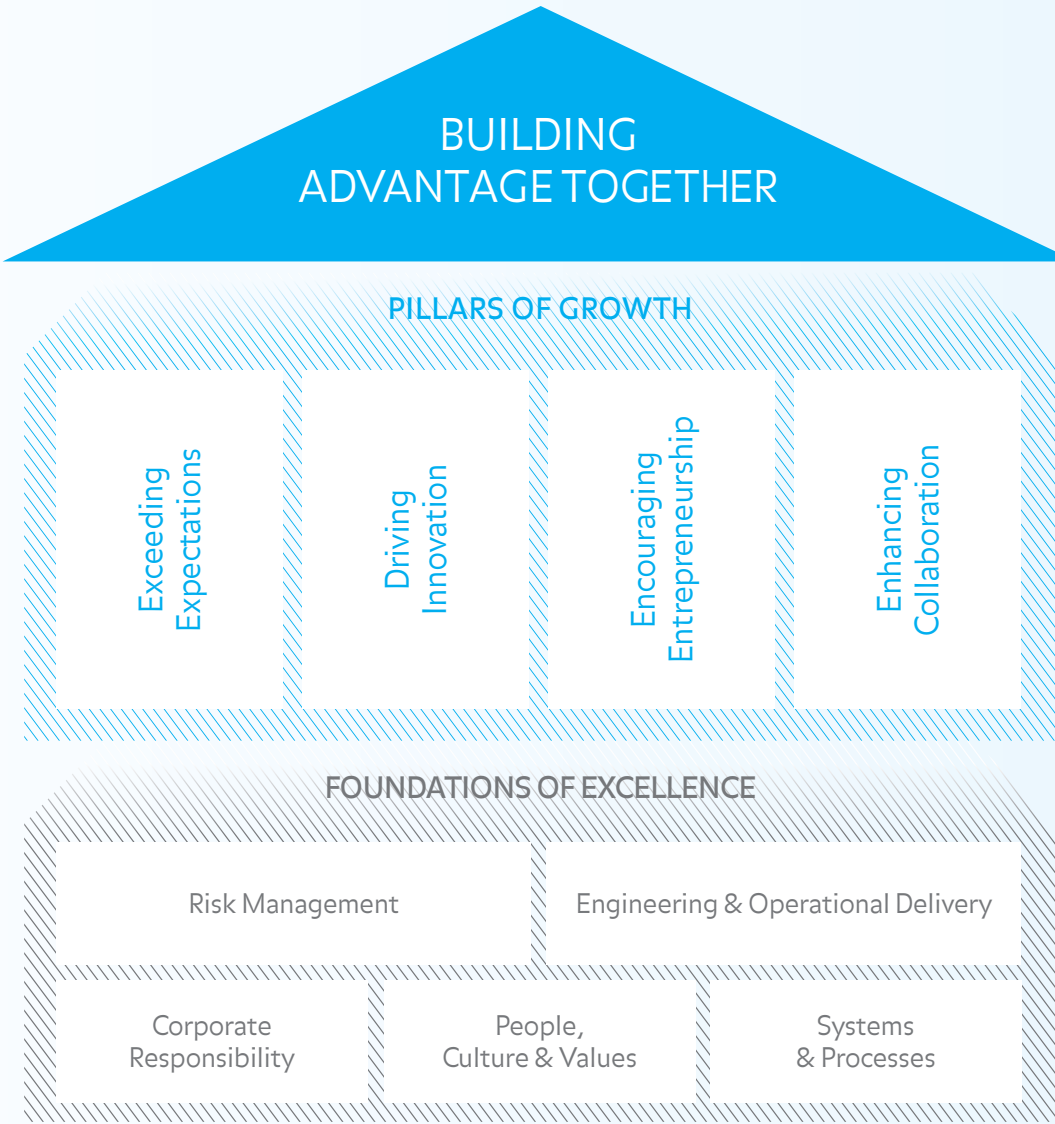 BUILDING
ADVANTAGE TOGETHER
PILLARS OF GROWTH
Exceeding
Expectations
Driving
Innovation
Encouraging
Entrepreneurship
Enhancing
Collaboration
FOUNDATIONS OF EXCELLENCE
Risk Management
Engineering & Operational Delivery
Corporate
Responsibility
People,
Culture & Values
Systems
& Processes